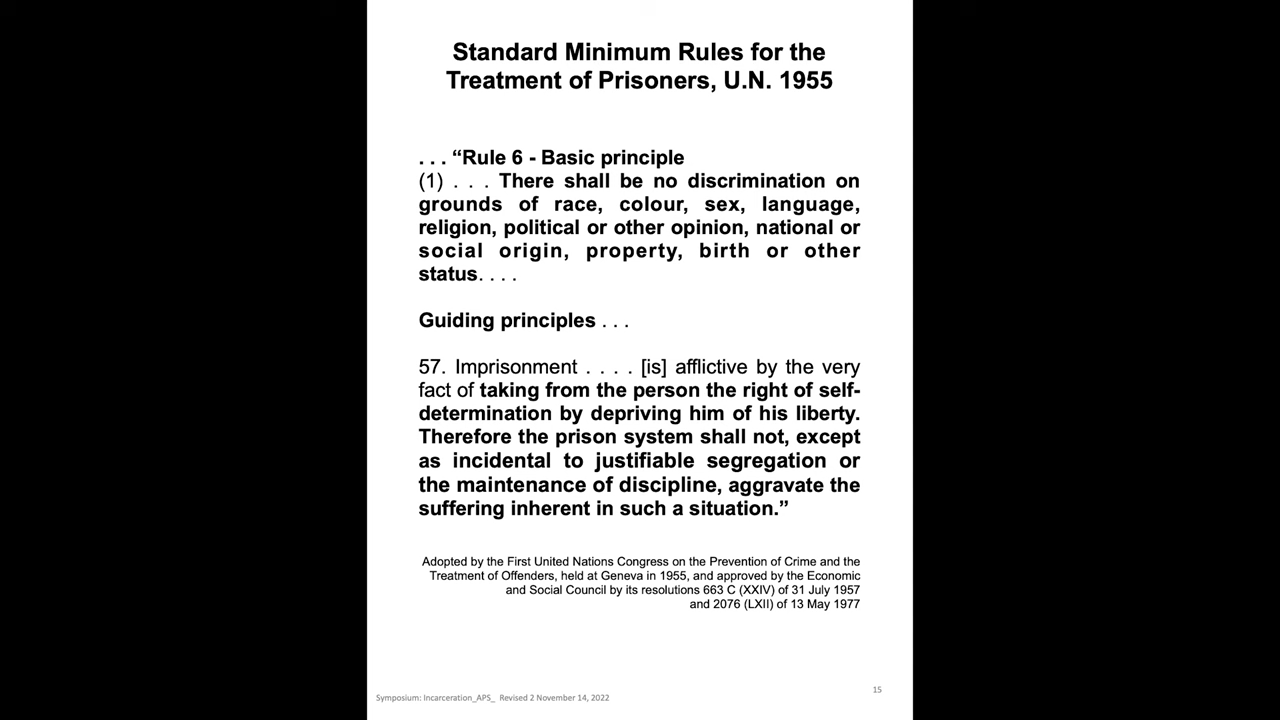 Standard Minimum Rules for the
Treatment of Prisoners, U.N. 1955
. . . “Rule 6 - Basic principle
(1) . . . There shall be no discrimination on
grounds of race, colour, sex, language,
religion, political or other opinion, national or
social origin, property, birth or other
status. . . .
Guiding principles . . .
57. Imprisonment . . . . [is] afflictive by the very
fact of taking from the person the right of self-
determination by depriving him of his liberty.
Therefore the prison system shall not, except
as incidental to justifiable segregation or
the maintenance of discipline, aggravate the
suffering inherent in such a situation.”
Adopted by the First United Nations Congress on the Prevention of Crime and the
Treatment of Offenders, held at Geneva in 1955, and approved by the Economic
and Social Council by its resolutions 663 C (XXIV) of 31 July 1957
and 2076 (LXII) of 13 May 1977
15
Symposium: Incarceration_APS_ Revised 2 November 14, 2022